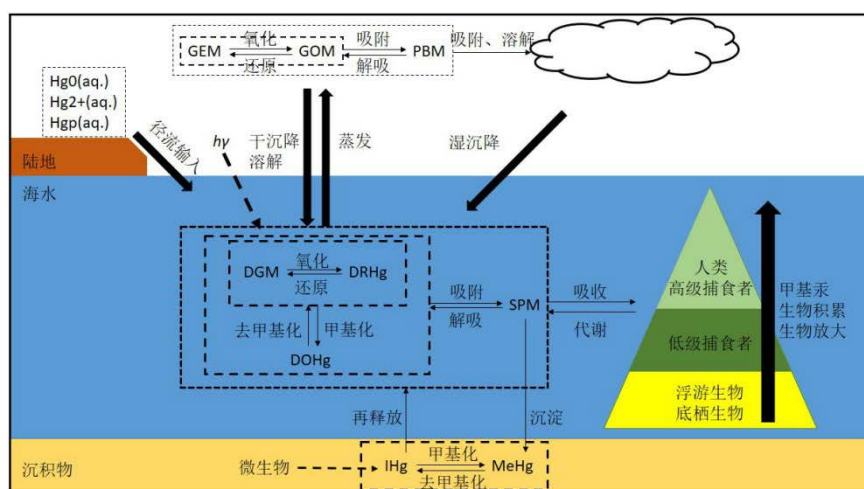 氧化
吸附
吸附、溶解
GEM
GOM
PBM
还原
解吸
Hg0(aq.)
Hg2+(aq.)
Hgp(aq.)
径流输入
hγ
干沉降
溶解
蒸发
湿沉降
陆地
海水
氧化
DGM
DRHg
还原
去甲基化
甲基化
DOHg
吸附
解吸
SPM
吸收
代谢
人类
高级捕食者
低级捕食者
浮游生物
底栖生物
甲基汞
生物积累
生物放大
再释放
沉淀
沉积物
微生物
IHg
甲基化
MeHg
去甲基化